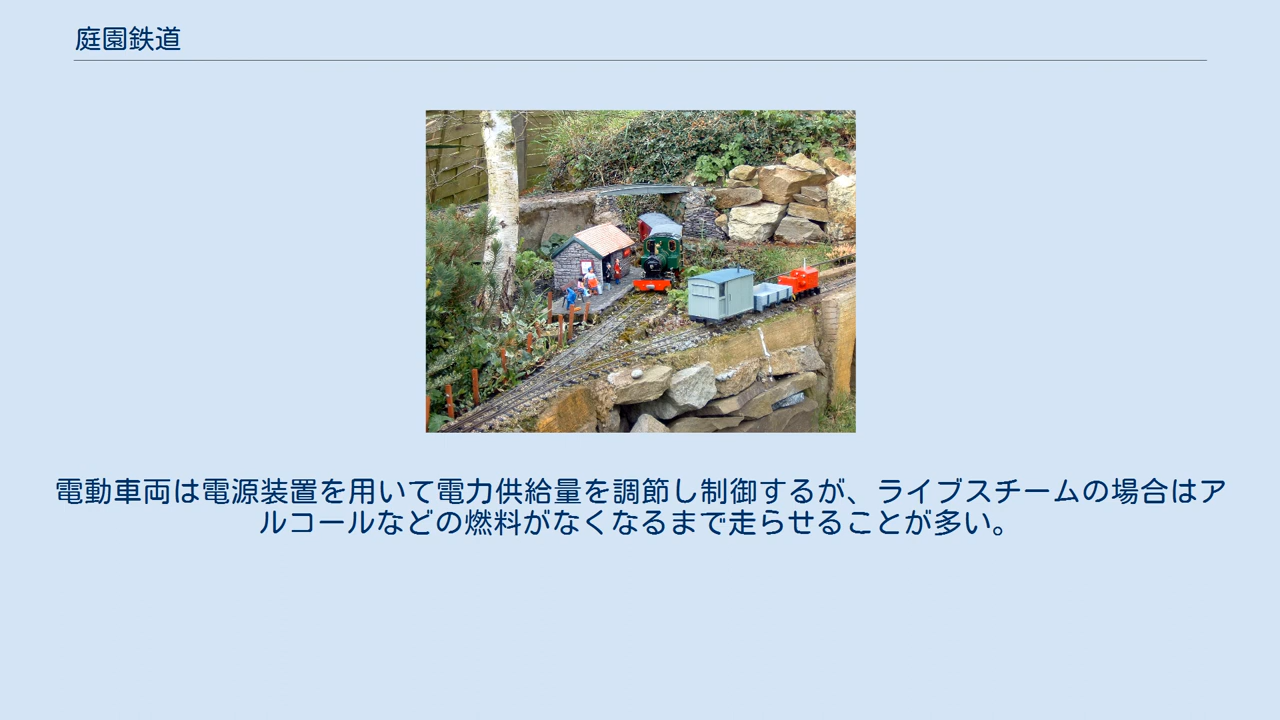 庭園鉄道
電動車両は電源装置を用いて電力供給量を調節し制御するが、ライブスチームの場合はア
ルコールなどの燃料がなくなるまで走らせることが多い。